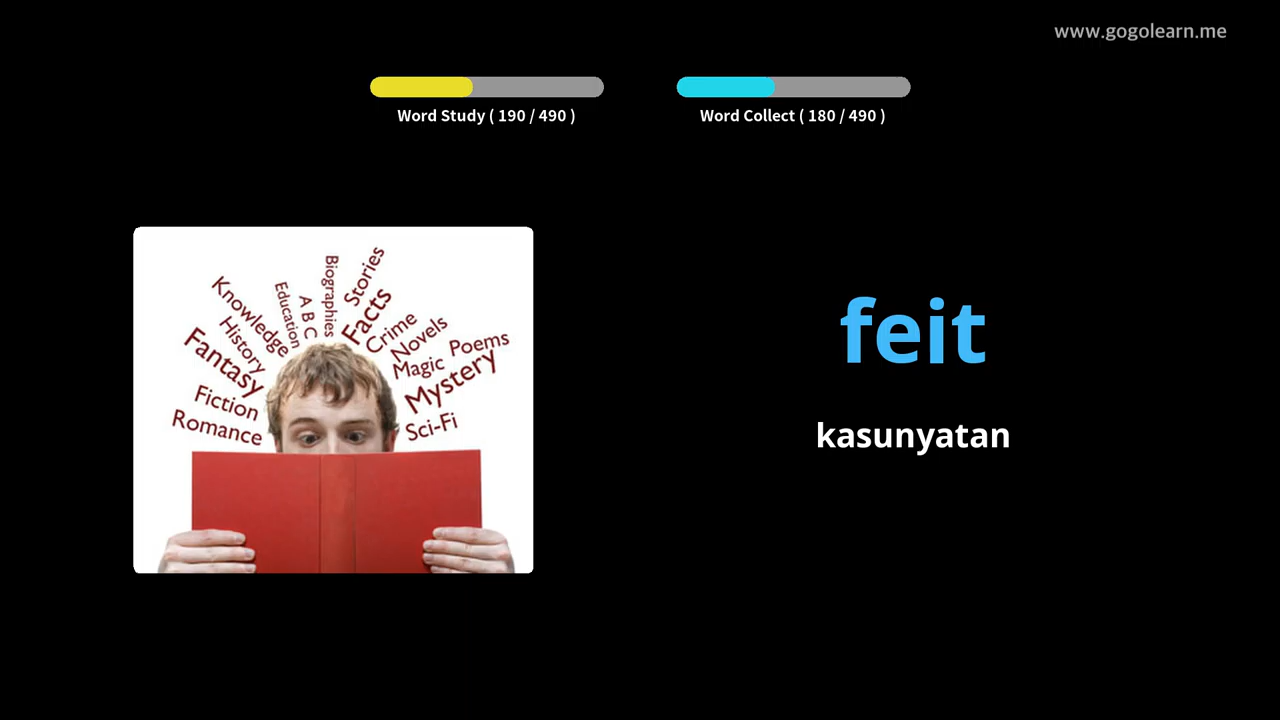 www.gogolearn.me
Word Study ( 190 / 490 )
Word Collect ( 180 / 490 )
Stories
Biographies
Facts
A B C
Education
Knowledge
Crime
History
Novels
Poems
Fantasy
Magic
Mystery
Fiction
Sci-Fi
Romance
feit
kasunyatan